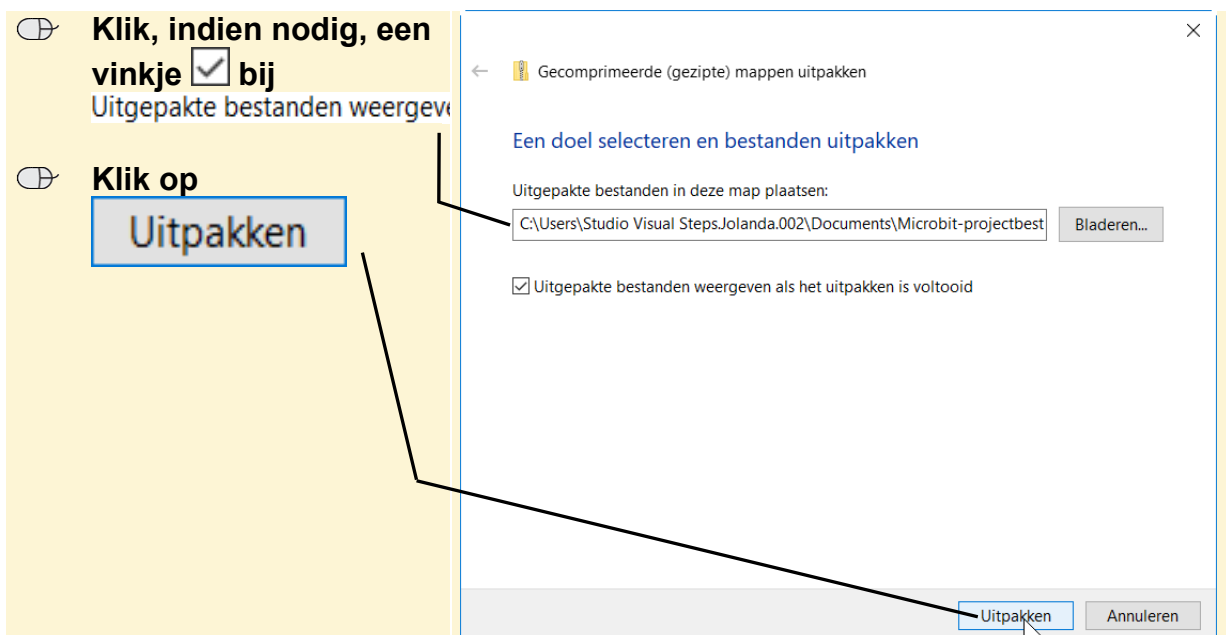 Klik, indien nodig, een
vinkje bij
Uitgepakte bestanden weergeve
Klik op
Uitpakken
Gecomprimeerde (gezipte) mappen uitpakken
Een doel selecteren en bestanden uitpakken
Uitgepakte bestanden in deze map plaatsen:
C:\Users\Studio Visual Steps.Jolanda.002\Documents\Microbit-projectbest
Bladeren...
Uitgepakte bestanden weergeven als het uitpakken is voltooid
Uitpakken Annuleren